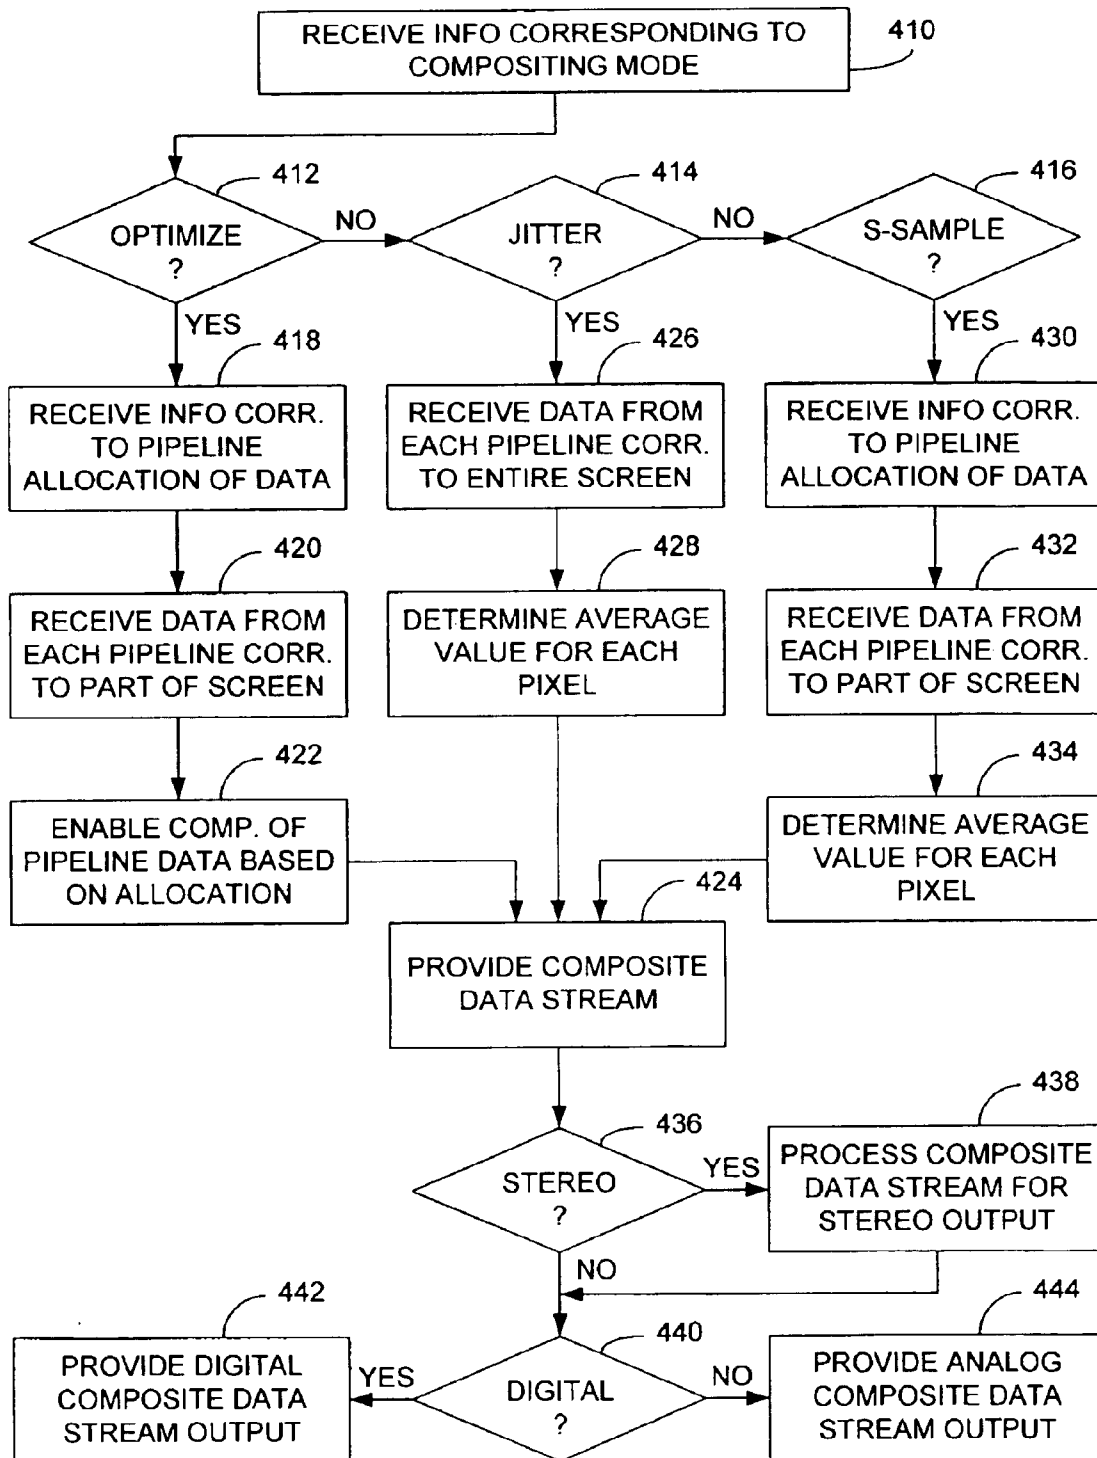 RECEIVE INFO CORRESPONDING TO
COMPOSITING MODE
410
412
414
416
OPTIMIZE
?
NO
JITTER
?
NO
S-SAMPLE
?
YES
YES
YES
418
426
430
RECEIVE INFO CORR.
TO PIPELINE
ALLOCATION OF DATA
RECEIVE DATA FROM
EACH PIPELINE CORR.
TO ENTIRE SCREEN
RECEIVE INFO CORR.
TO PIPELINE
ALLOCATION OF DATA
420
428
432
RECEIVE DATA FROM
EACH PIPELINE CORR.
TO PART OF SCREEN
DETERMINE AVERAGE
VALUE FOR EACH
PIXEL
RECEIVE DATA FROM
EACH PIPELINE CORR.
TO PART OF SCREEN
422
434
ENABLE COMP. OF
PIPELINE DATA BASED
ON ALLOCATION
DETERMINE AVERAGE
VALUE FOR EACH
PIXEL
424
PROVIDE COMPOSITE
DATA STREAM
436
438
STEREO
?
YES
PROCESS COMPOSITE
DATA STREAM FOR
STEREO OUTPUT
NO
442
440
444
PROVIDE DIGITAL
COMPOSITE DATA
STREAM OUTPUT
YES
DIGITAL
?
NO
PROVIDE ANALOG
COMPOSITE DATA
STREAM OUTPUT